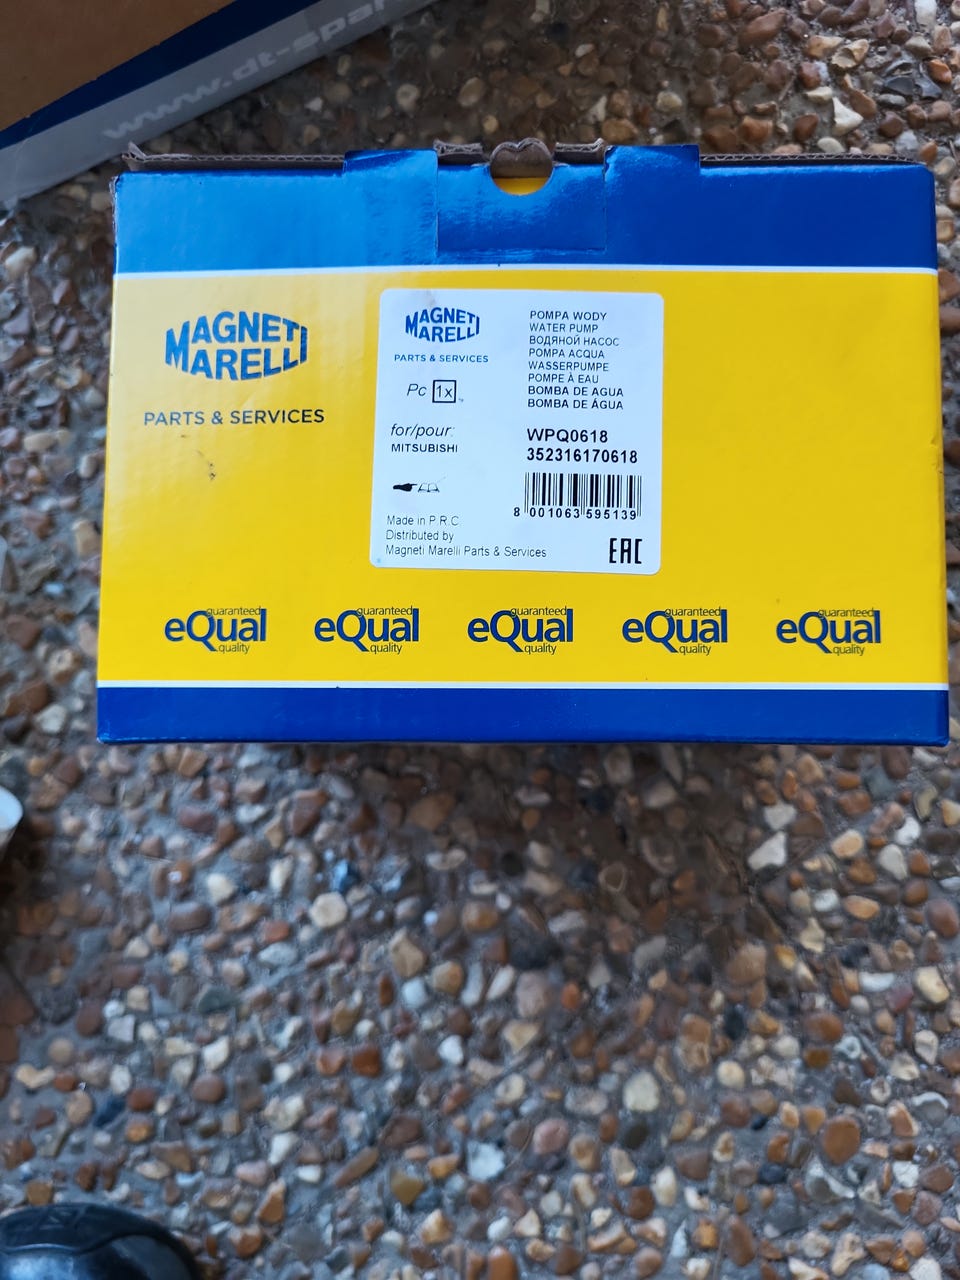 www.dt-spa
MAGNETI
MARELLI
PARTS & SERVICES
MAGNETI
MARELLI
PARTS & SERVICES
Pc 1x
for/pour:
MITSUBISHI
Made in P.R.C
Distributed by
Magneti Marelli Parts & Services
POMPA WODY
WATER PUMP
ВОДЯНОЙ НАСОС
POMPA ACQUA
WASSERPUMPE
POMPE À EAU
BOMBA DE AGUA
BOMBA DE ÁGUA
WPQ0618
352316170618
8 001063 595139
EAC
guaranteed
eQual
quality
guaranteed
eQual
quality
guaranteed
eQual
quality
guaranteed
eQual
quality
guaranteed
eQual
quality